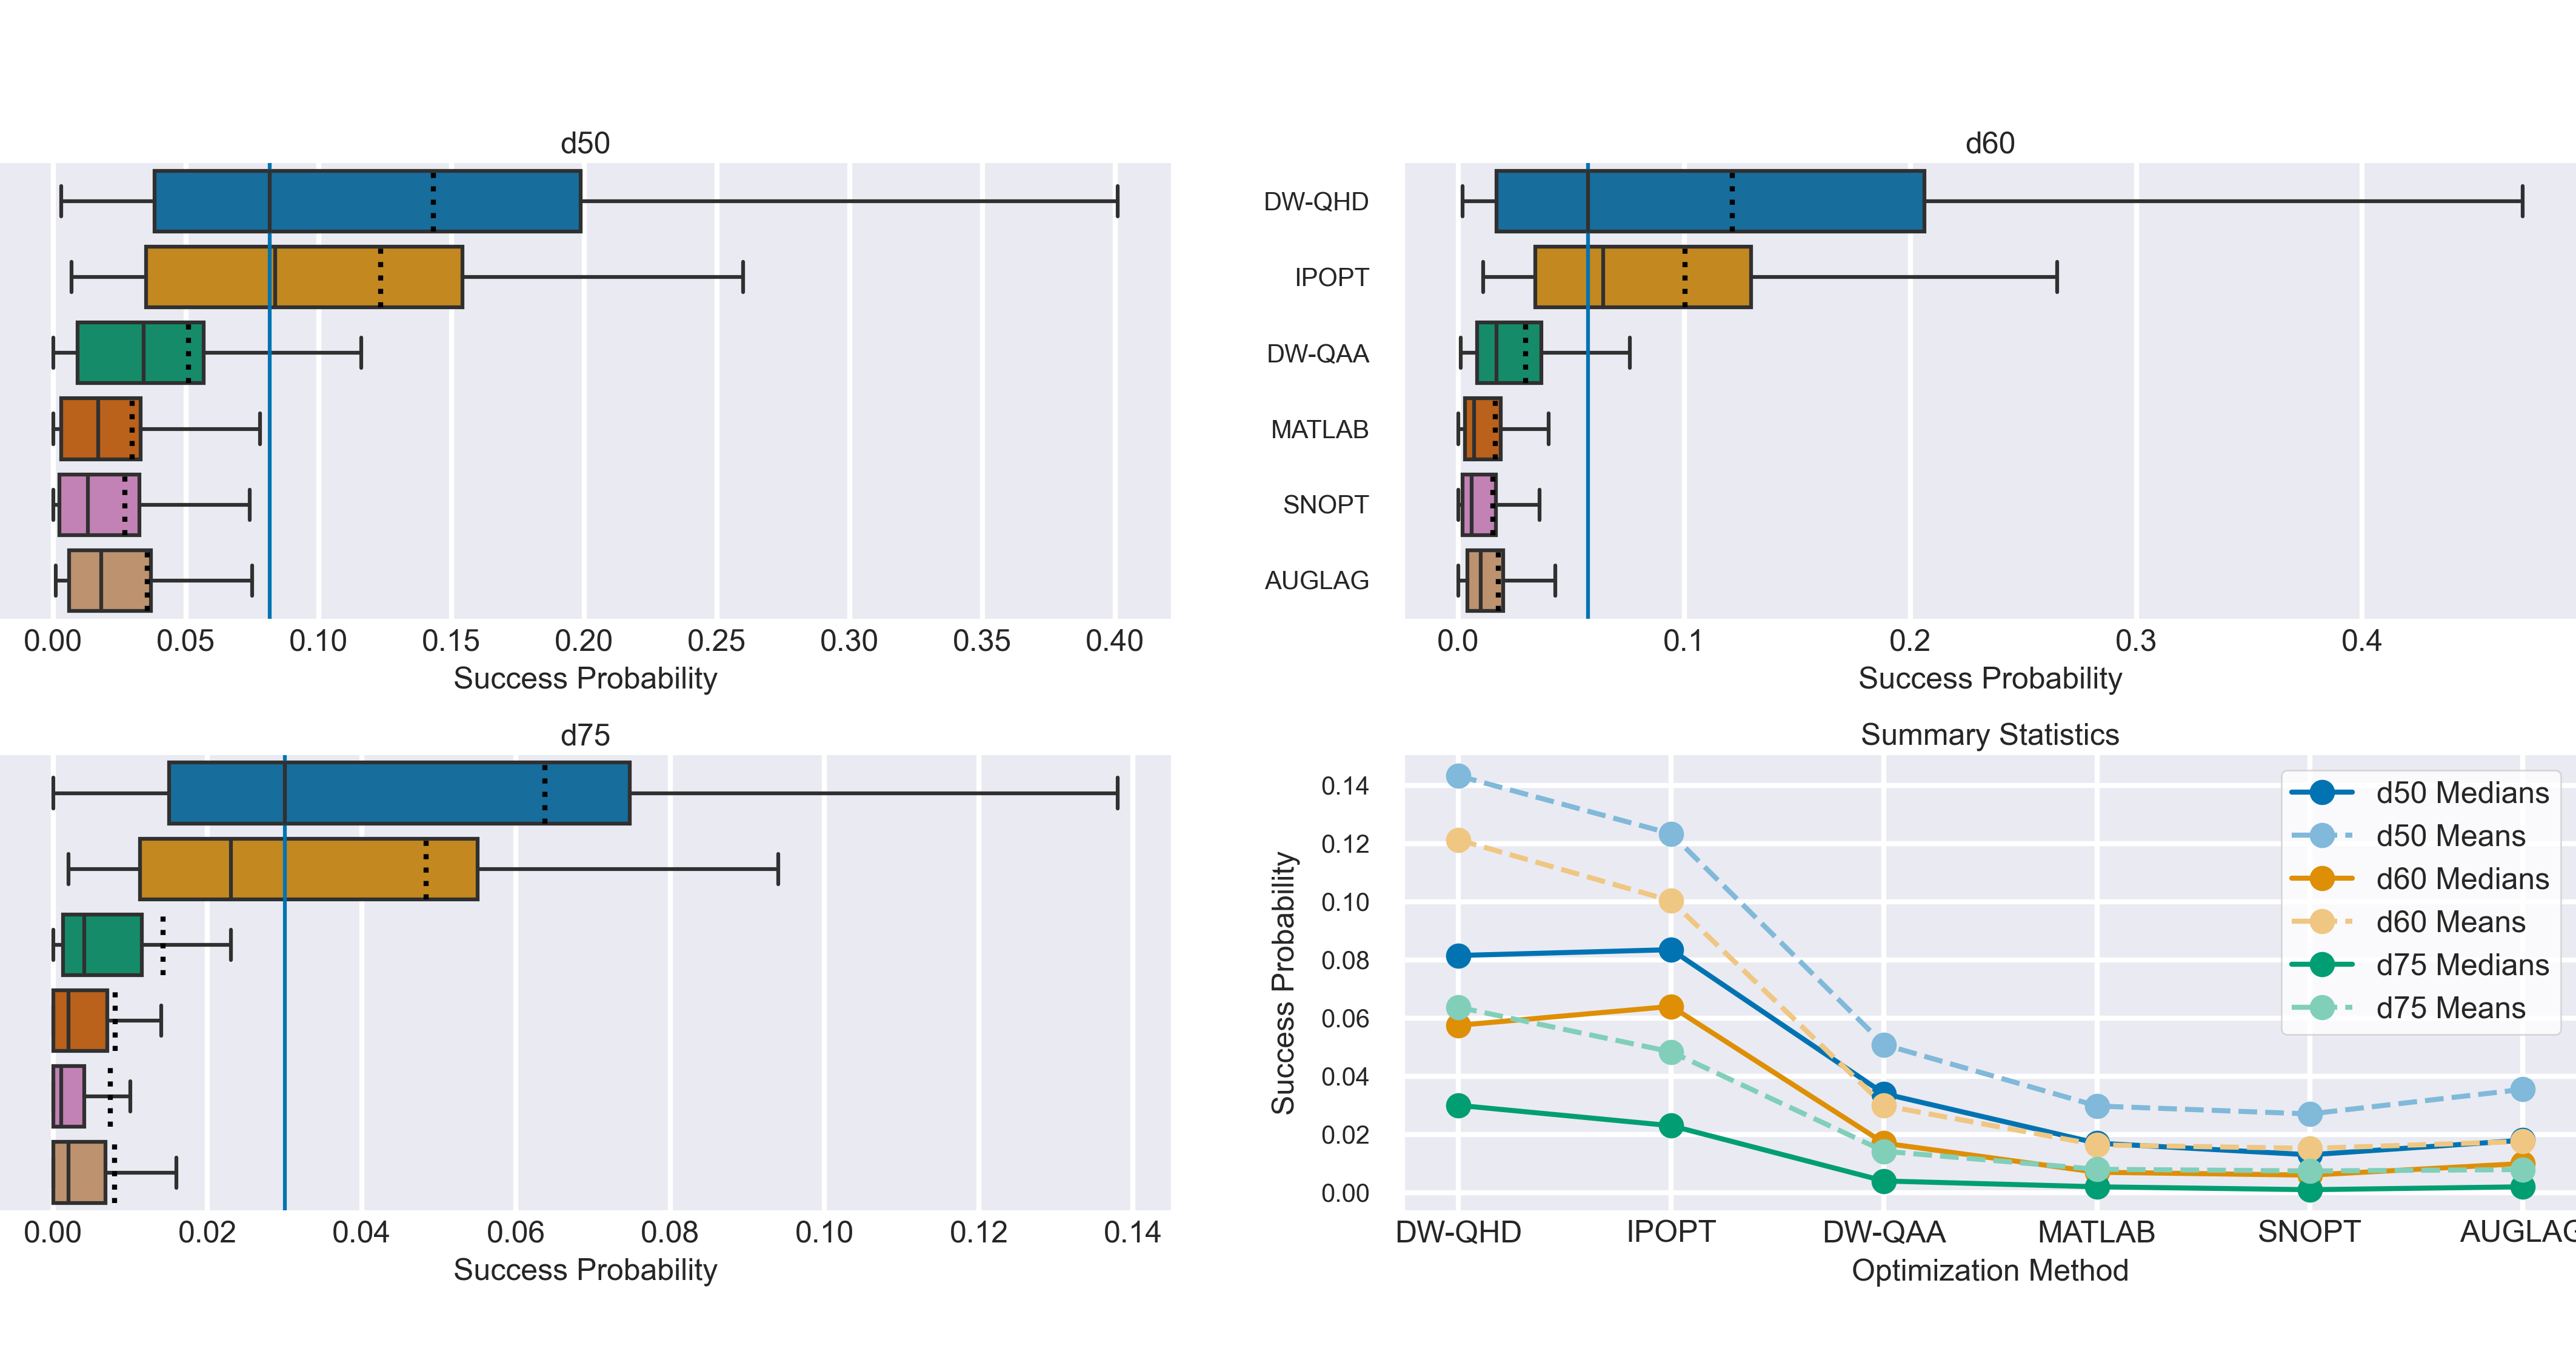 d50
0.00 0.05 0.10 0.15 0.20 0.25 0.30 0.35 0.40
Success Probability
d60
DW-QHD
IPOPT
DW-QAA
MATLAB
SNOPT
AUGLAG
0.0 0.1 0.2 0.3 0.4
Success Probability
d75
0.00 0.02 0.04 0.06 0.08 0.10 0.12 0.14
Success Probability
Summary Statistics
Success Probability
0.14
0.12
0.10
0.08
0.06
0.04
0.02
0.00
d50 Medians
d50 Means
d60 Medians
d60 Means
d75 Medians
d75 Means
DW-QHD IPOPT DW-QAA MATLAB SNOPT AUGLAG
Optimization Method